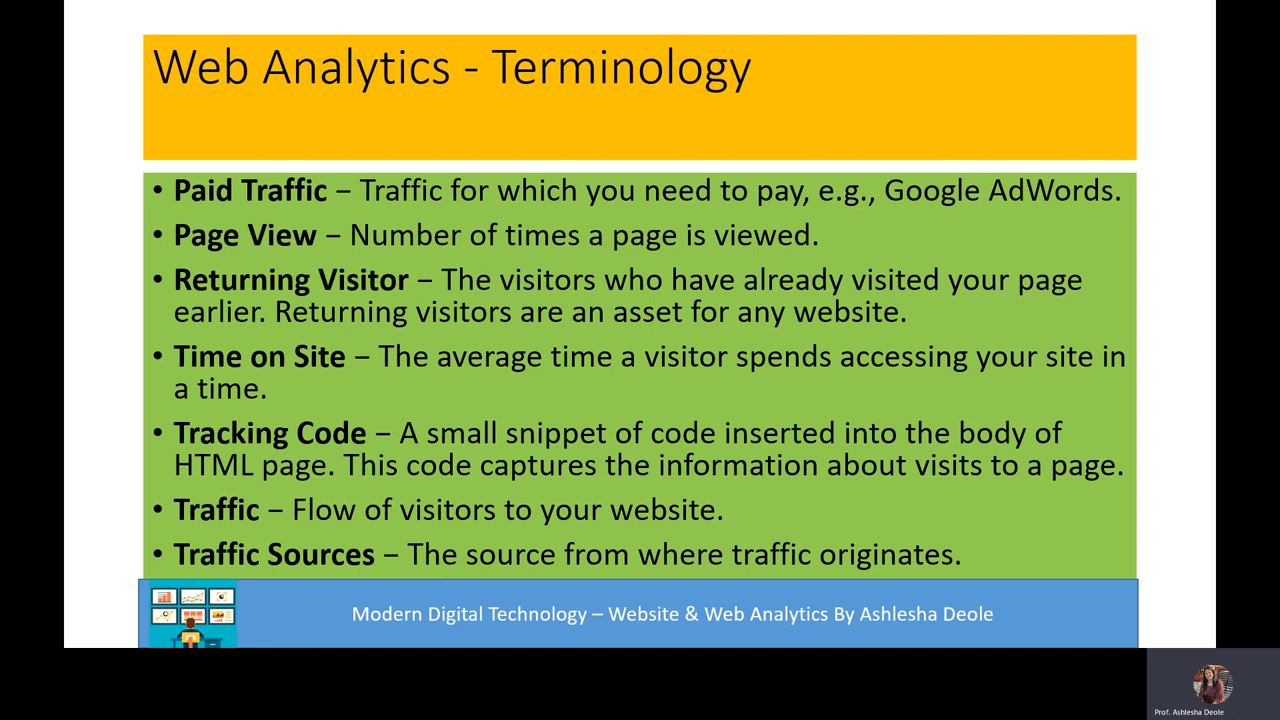 Web Analytics - Terminology
• Paid Traffic − Traffic for which you need to pay, e.g., Google AdWords.
• Page View − Number of times a page is viewed.
• Returning Visitor − The visitors who have already visited your page
earlier. Returning visitors are an asset for any website.
• Time on Site − The average time a visitor spends accessing your site in
a time.
• Tracking Code − A small snippet of code inserted into the body of
HTML page. This code captures the information about visits to a page.
• Traffic − Flow of visitors to your website.
• Traffic Sources − The source from where traffic originates.
Modern Digital Technology – Website & Web Analytics By Ashlesha Deole
Prof. Ashlesha Deole